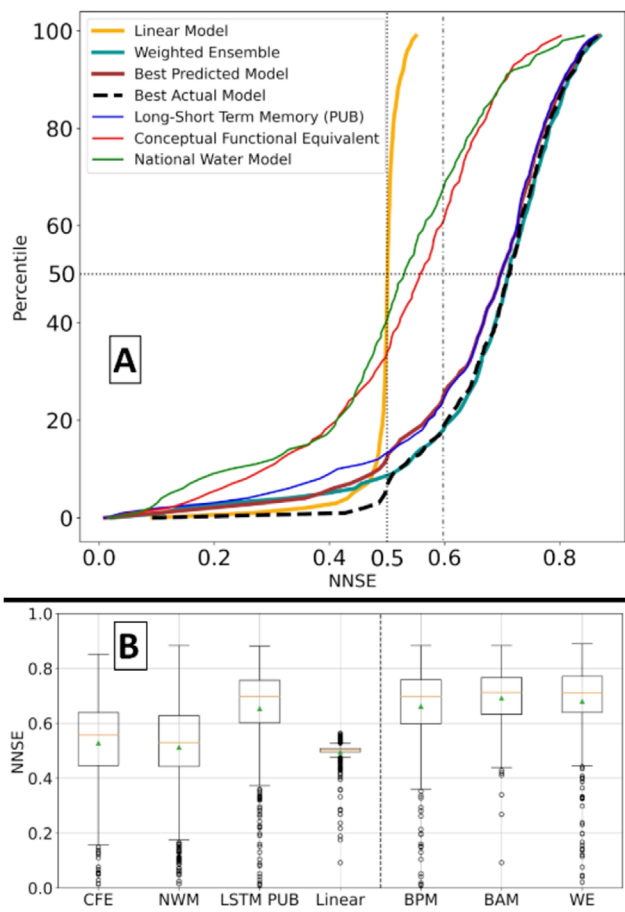 Linear Model
Weighted Ensemble
Best Predicted Model
Best Actual Model
Long-Short Term Memory (PUB)
Conceptual Functional Equivalent
National Water Model
100
80
60
50
40
20
0
Percentile
A
0.0 0.2 0.4 0.5 0.6 0.8
NNSE
B
1.0
0.8
0.6
0.4
0.2
0.0
NNSE
CFE NWM LSTM PUB Linear BPM BAM WE